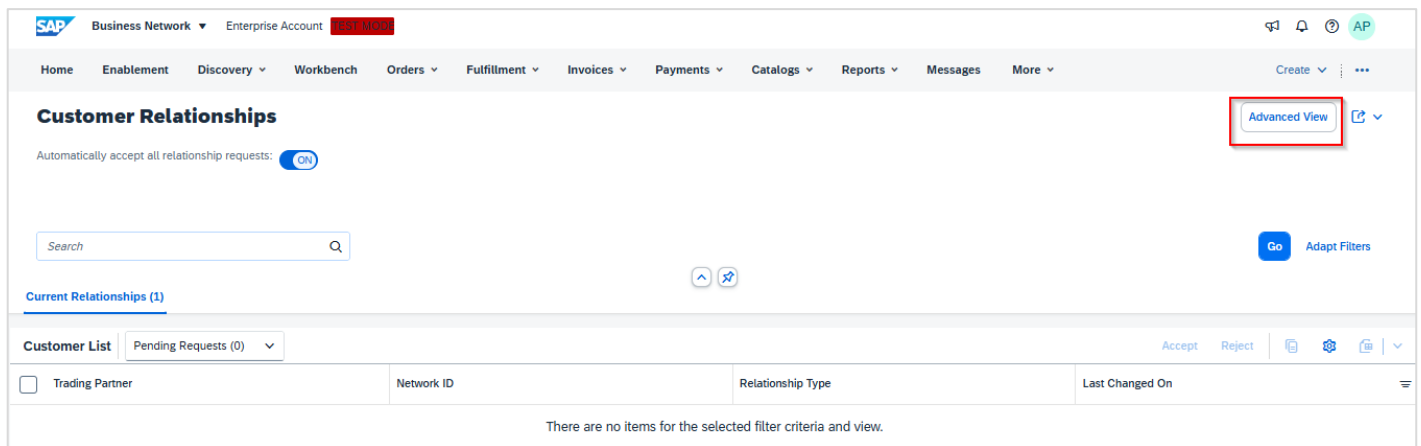 SAP Business Network Enterprise Account TEST MODE AP
Home Enablement Discovery Workbench Orders Fulfillment Invoices Payments Catalogs Reports Messages More Create
Customer Relationships Advanced View
Automatically accept all relationship requests: ON
Search Go Adapt Filters
Current Relationships (1)
Customer List Pending Requests (0) Accept Reject
Trading Partner Network ID Relationship Type Last Changed On
There are no items for the selected filter criteria and view.